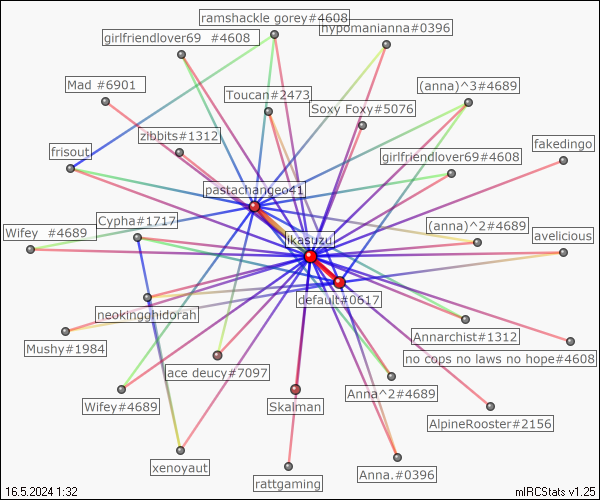 ramshackle gorey#4608
hypomanianna#0396
girlfriendlover69 #4608
Mad #6901
Toucan#2473
(anna)^3#4689
Soxy Foxy#5076
zibbits#1312
fakedingo
frisout
girlfriendlover69#4608
pastachangeo41
Cypha#1717
(anna)^2#4689
Wifey #4689
avelicious
ikasuzu
default#0617
neokingghidorah
Annarchist#1312
Mushy#1984
no cops no laws no hope#4608
ace deucy#7097
Anna^2#4689
Wifey#4689
Skalman
AlpineRooster#2156
xenoyaut
Anna.#0396
rattgaming
16.5.2024 1:32
mIRCStats v1.25